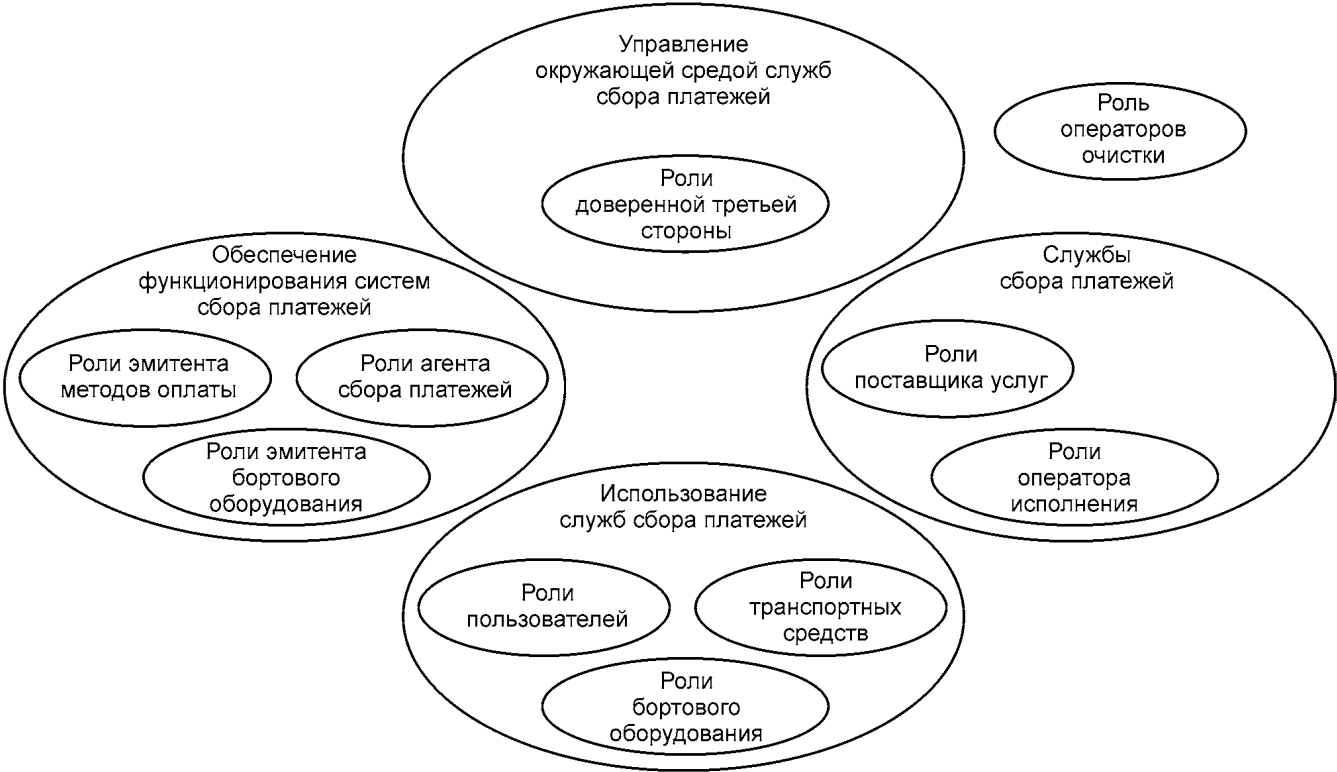 Управление
окружающей средой служб
сбора платежей
Роли
доверенной третьей
стороны
Роль
операторов
очистки
Обеспечение
функционирования систем
сбора платежей
Роли эмитента
методов оплаты
Роли агента
сбора платежей
Роли эмитента
бортового
оборудования
Службы
сбора платежей
Роли
поставщика услуг
Роли
оператора
исполнения
Использование
служб сбора платежей
Роли
пользователей
Роли
транспортных
средств
Роли
бортового
оборудования